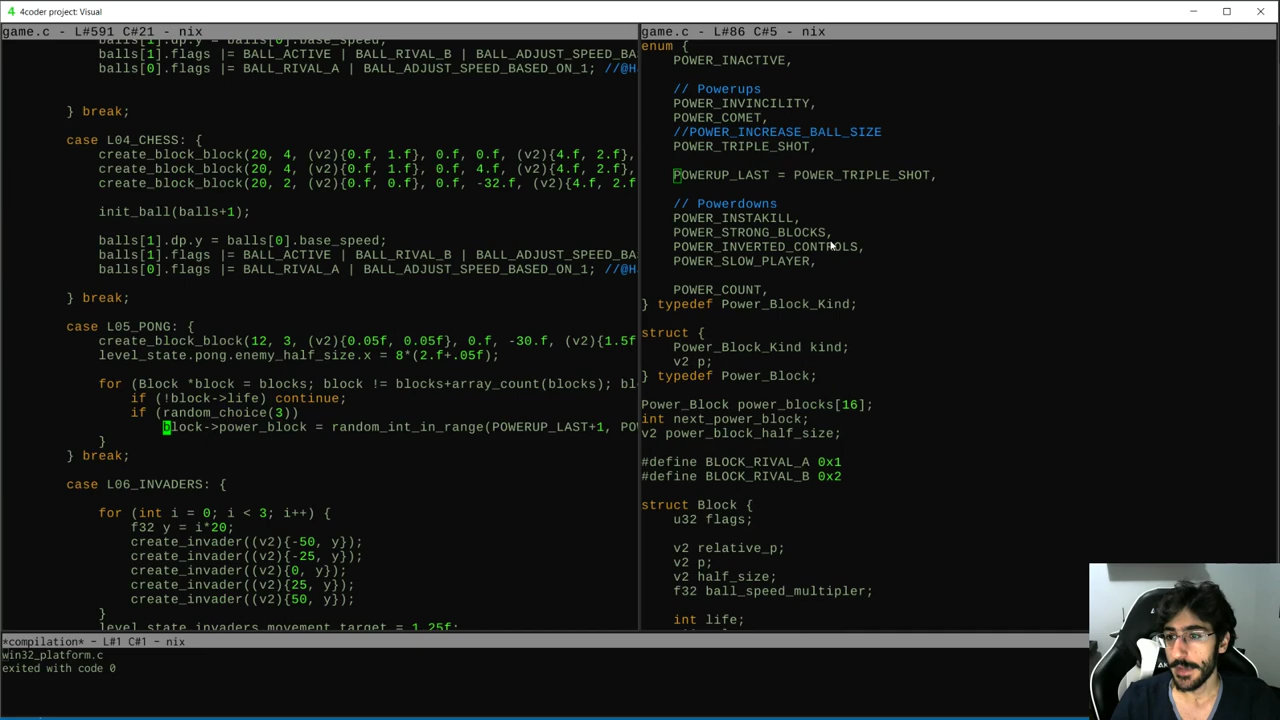 4coder project: Visual
game.c - L#591 C#21 - nix
balls[1].dp.y = balls[0].base_speed;
balls[1].flags |= BALL_ACTIVE | BALL_RIVAL_B | BALL_ADJUST_SPEED_BA
balls[0].flags |= BALL_RIVAL_A | BALL_ADJUST_SPEED_BASED_ON_1; //@H
} break;
case L04_CHESS: {
create_block_block(20, 4, (v2){0.f, 1.f}, 0.f, 0.f, (v2){4.f, 2.f},
create_block_block(20, 4, (v2){0.f, 1.f}, 0.f, 4.f, (v2){4.f, 2.f},
create_block_block(20, 2, (v2){0.f, 0.f}, 0.f, -32.f, (v2){4.f, 2.f
init_ball(balls+1);
balls[1].dp.y = balls[0].base_speed;
balls[1].flags |= BALL_ACTIVE | BALL_RIVAL_B | BALL_ADJUST_SPEED_BA
balls[0].flags |= BALL_RIVAL_A | BALL_ADJUST_SPEED_BASED_ON_1; //@H
} break;
case L05_PONG: {
create_block_block(12, 3, (v2){0.05f, 0.05f}, 0.f, -30.f, (v2){1.5f
level_state.pong.enemy_half_size.x = 8*(2.f+.05f);
for (Block *block = blocks; block != blocks+array_count(blocks); bl
if (!block->life) continue;
if (random_choice(3))
block->power_block = random_int_in_range(POWERUP_LAST+1, PO
}
} break;
case L06_INVADERS: {
for (int i = 0; i < 3; i++) {
f32 y = i*20;
create_invader((v2){-50, y});
create_invader((v2){-25, y});
create_invader((v2){0, y});
create_invader((v2){25, y});
create_invader((v2){50, y});
}
level_state.invaders.movement_target = 1.25f;
game.c - L#86 C#5 - nix
enum {
POWER_INACTIVE,
// Powerups
POWER_INVINCILITY,
POWER_COMET,
//POWER_INCREASE_BALL_SIZE
POWER_TRIPLE_SHOT,
POWERUP_LAST = POWER_TRIPLE_SHOT,
// Powerdowns
POWER_INSTAKILL,
POWER_STRONG_BLOCKS,
POWER_INVERTED_CONTROLS,
POWER_SLOW_PLAYER,
POWER_COUNT,
} typedef Power_Block_Kind;
struct {
Power_Block_Kind kind;
v2 p;
} typedef Power_Block;
Power_Block power_blocks[16];
int next_power_block;
v2 power_block_half_size;
#define BLOCK_RIVAL_A 0x1
#define BLOCK_RIVAL_B 0x2
struct Block {
u32 flags;
v2 relative_p;
v2 p;
v2 half_size;
f32 ball_speed_multipler;
int life;
*compilation* - L#1 C#1 - nix
win32_platform.c
exited with code 0